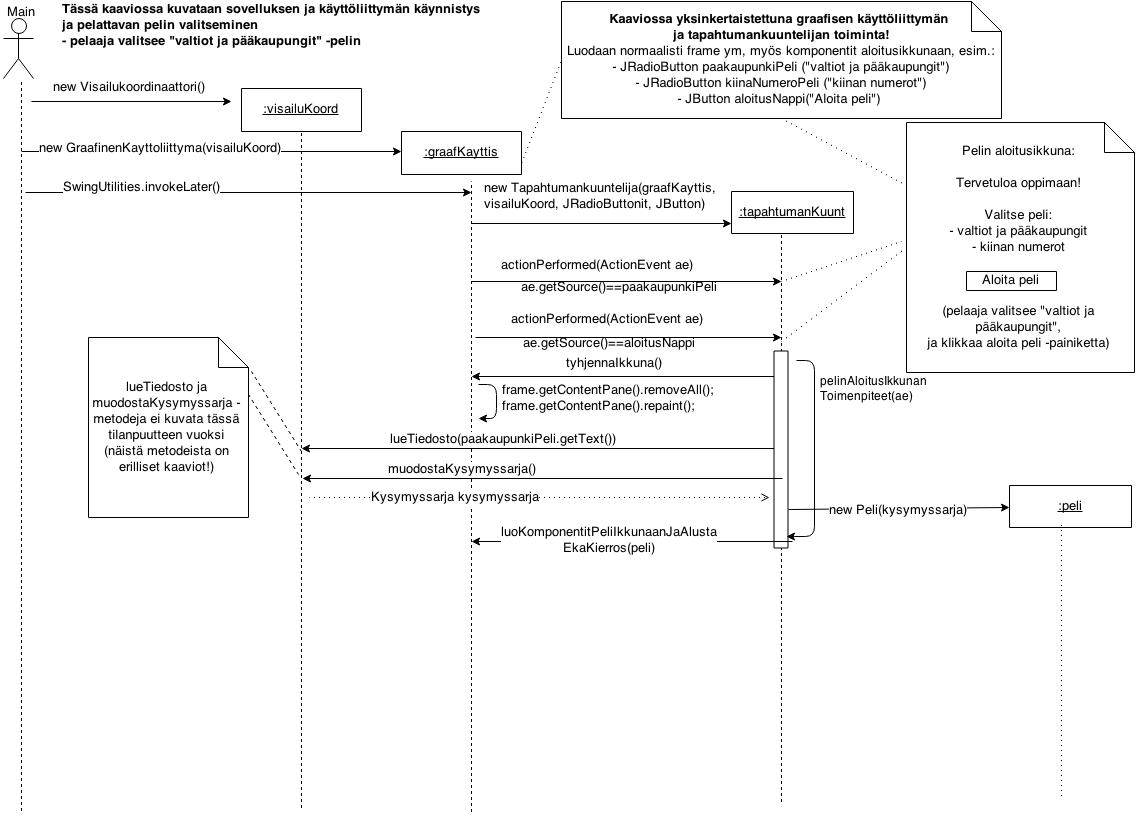 Main
Tässä kaaviossa kuvataan sovelluksen ja käyttöliittymän käynnistys
ja pelattavan pelin valitseminen
- pelaaja valitsee "valtiot ja pääkaupungit" -pelin
Kaaviossa yksinkertaistettuna graafisen käyttöliittymän
ja tapahtumankuuntelijan toiminta!
Luodaan normaalisti frame ym, myös komponentit aloitusikkunaan, esim.:
- JRadioButton paakaupunkiPeli ("valtiot ja pääkaupungit")
- JRadioButton kiinaNumeroPeli ("kiinan numerot")
- JButton aloitusNappi("Aloita peli")
new Visailukoordinaattori()
:visailuKoord
new GraafinenKayttoliittyma(visailuKoord)
:graafKayttis
Pelin aloitusikkuna:
Tervetuloa oppimaan!
Valitse peli:
- valtiot ja pääkaupungit
- kiinan numerot
Aloita peli
(pelaaja valitsee "valtiot ja
pääkaupungit",
ja klikkaa aloita peli -painiketta)
SwingUtilities.invokeLater()
new Tapahtumankuuntelija(graafKayttis,
visailuKoord, JRadioButtonit, JButton)
:tapahtumanKuunt
actionPerformed(ActionEvent ae)
ae.getSource()==paakaupunkiPeli
actionPerformed(ActionEvent ae)
ae.getSource()==aloitusNappi
tyhjennaIkkuna()
pelinAloitusIkkunan
Toimenpiteet(ae)
frame.getContentPane().removeAll();
frame.getContentPane().repaint();
lueTiedosto ja
muodostaKysymyssarja -
metodeja ei kuvata tässä
tilanpuutteen vuoksi
(näistä metodeista on
erilliset kaaviot!)
lueTiedosto(paakaupunkiPeli.getText())
muodostaKysymyssarja()
Kysymyssarja kysymyssarja
new Peli(kysymyssarja)
:peli
luoKomponentitPeliIkkunaanJaAlusta
EkaKierros(peli)